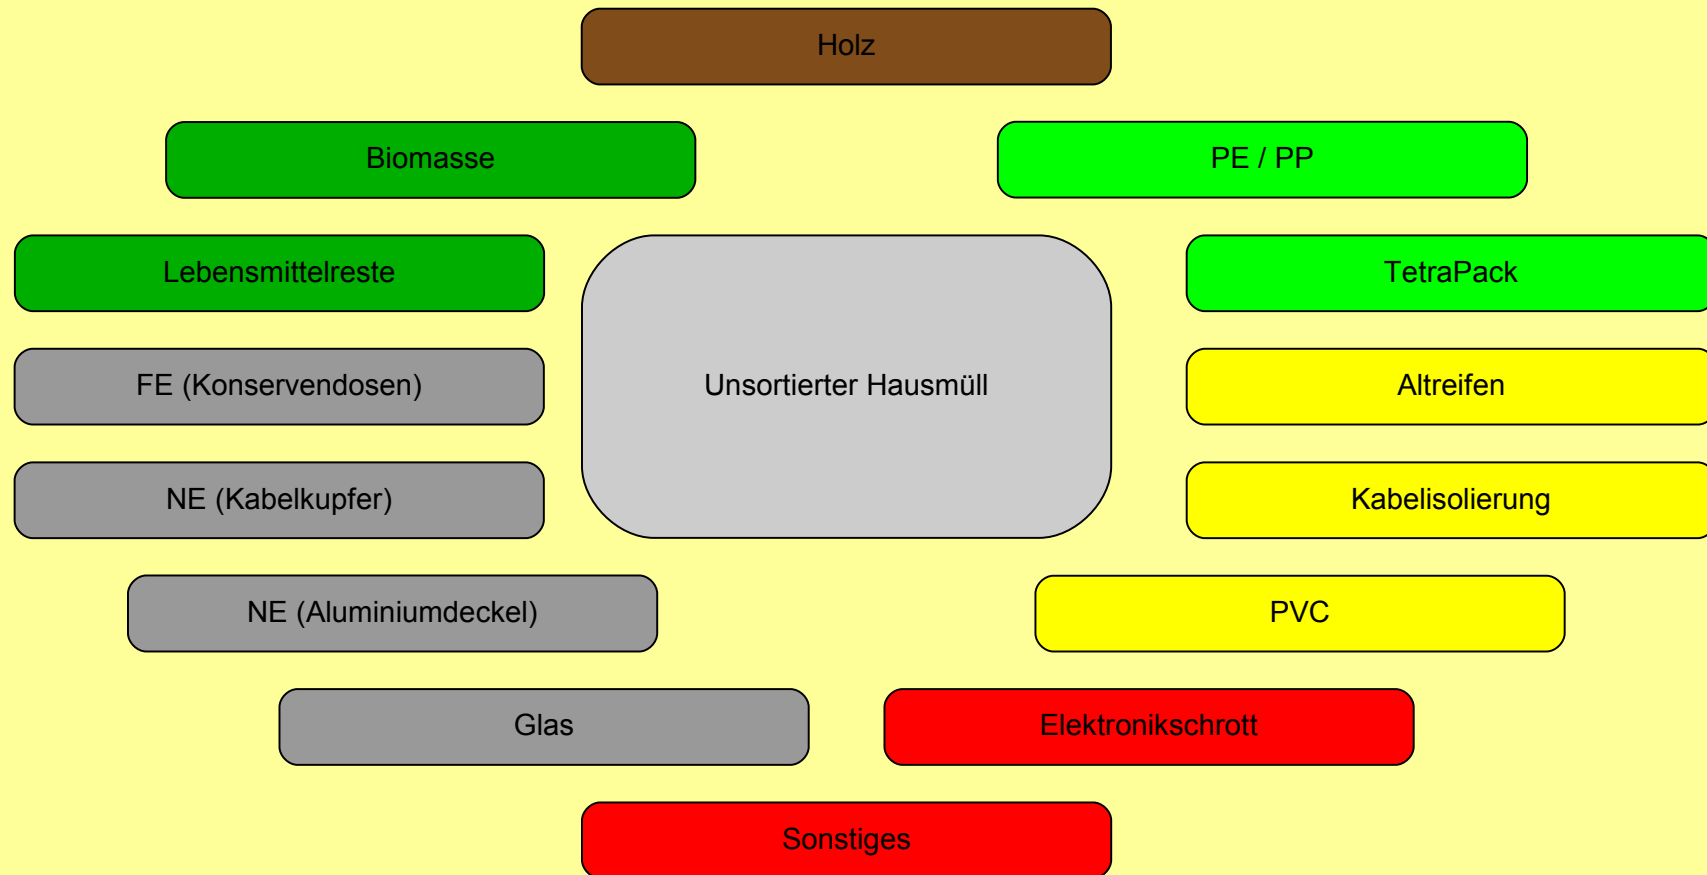 Holz
Biomasse
PE / PP
Lebensmittelreste
TetraPack
FE (Konservendosen)
Unsortierter Hausmüll
Altreifen
NE (Kabelkupfer)
Kabelisolierung
NE (Aluminiumdeckel)
PVC
Glas
Elektronikschrott
Sonstiges